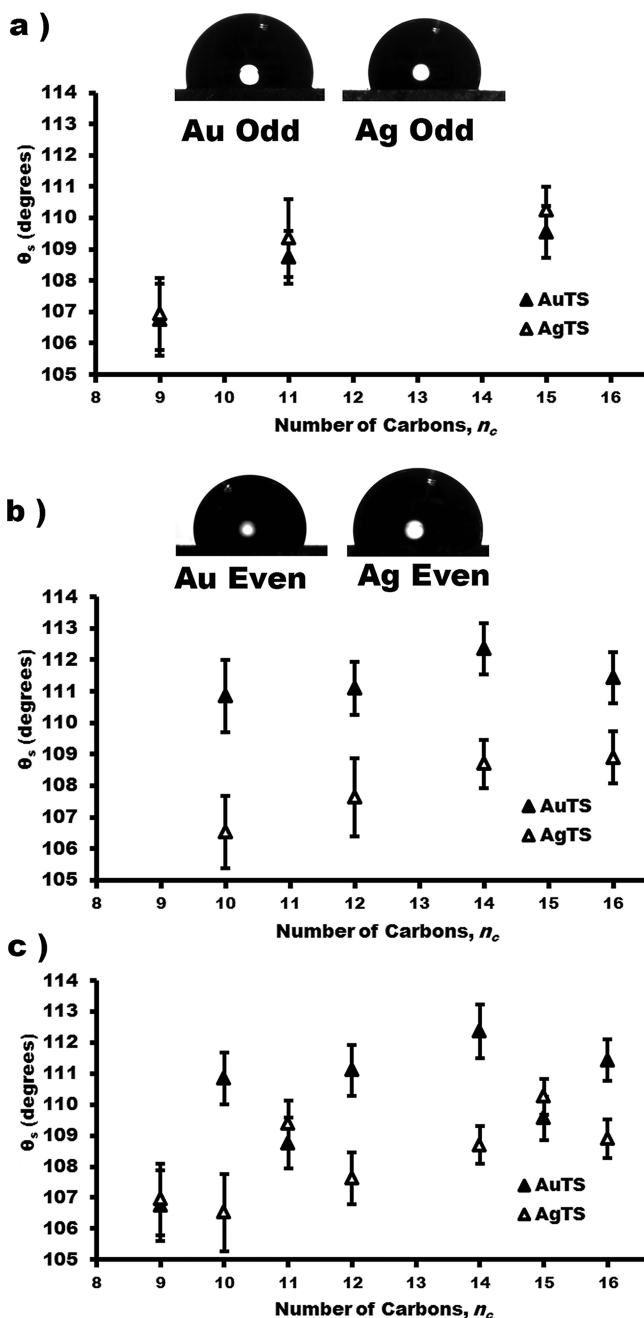 a )
Au Odd Ag Odd
114
113
112
111
110
109
108
107
106
105
θs (degrees)
AuTS
AgTS
8 9 10 11 12 13 14 15 16
Number of Carbons, nc
b )
Au Even Ag Even
114
113
112
111
110
109
108
107
106
105
θs (degrees)
AuTS
AgTS
8 9 10 11 12 13 14 15 16
Number of Carbons, nc
c )
114
113
112
111
110
109
108
107
106
105
θs (degrees)
AuTS
AgTS
8 9 10 11 12 13 14 15 16
Number of Carbons, nc